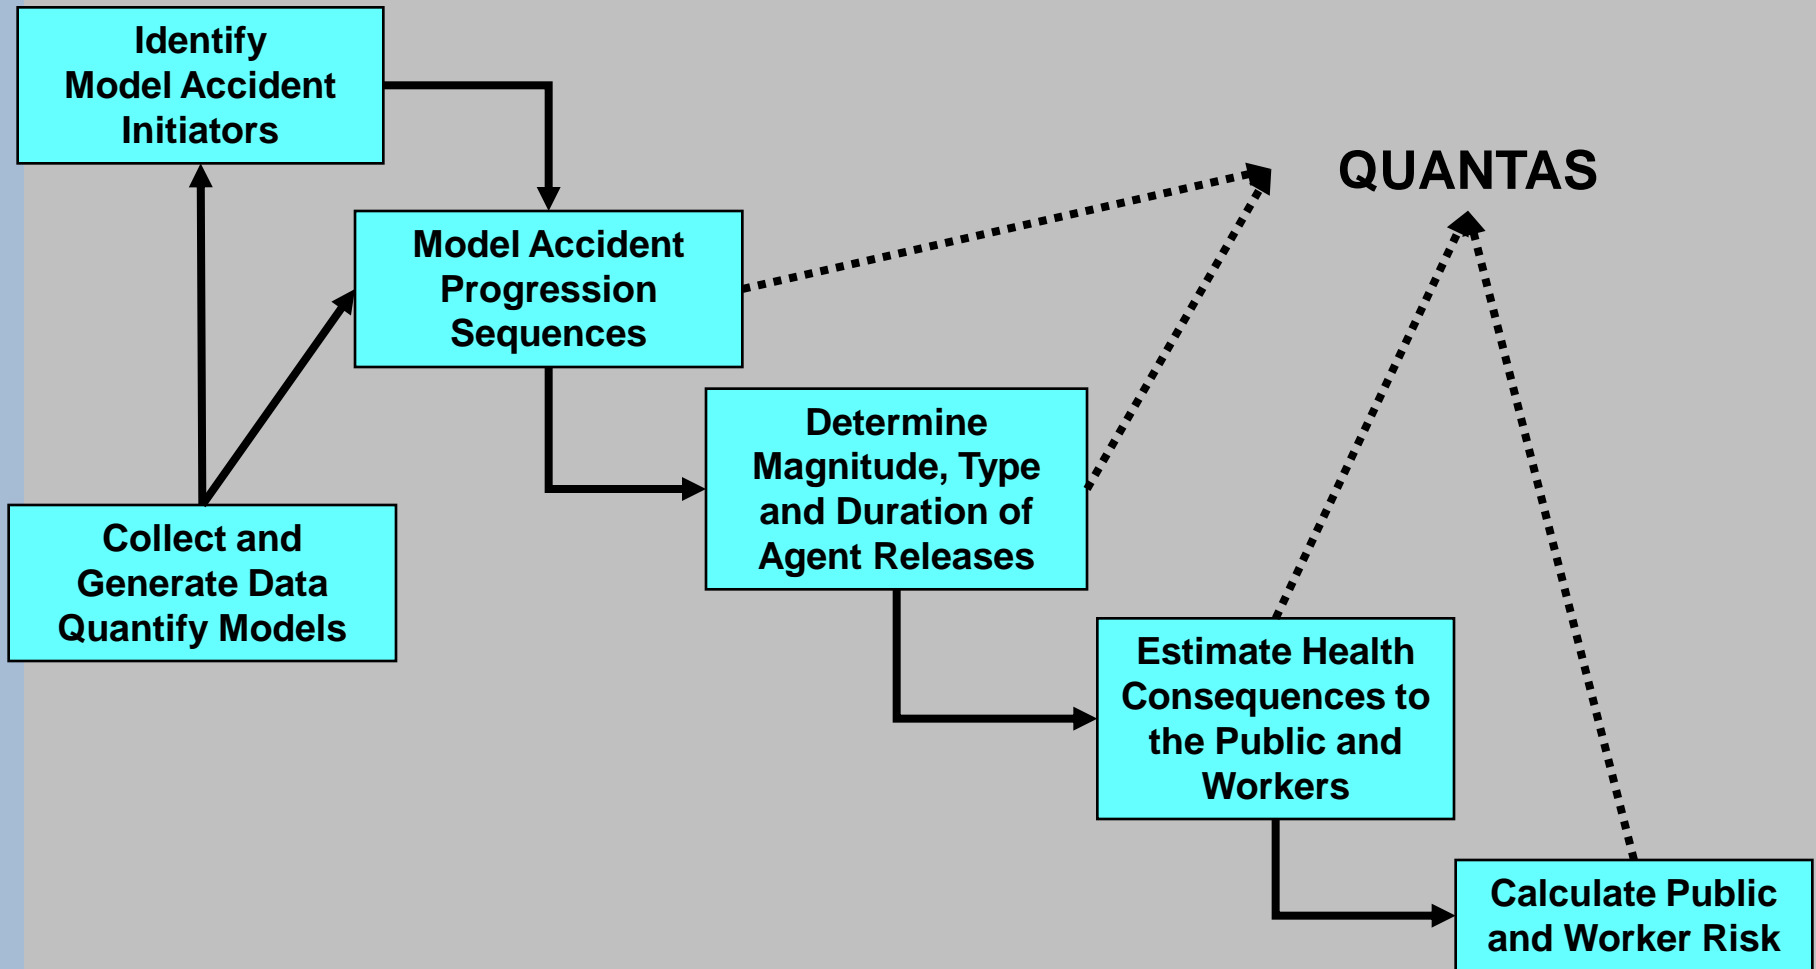 Identify
Model Accident
Initiators
QUANTAS
Model Accident
Progression
Sequences
Determine
Magnitude, Type
and Duration of
Agent Releases
Collect and
Generate Data
Quantify Models
Estimate Health
Consequences to
the Public and
Workers
Calculate Public
and Worker Risk